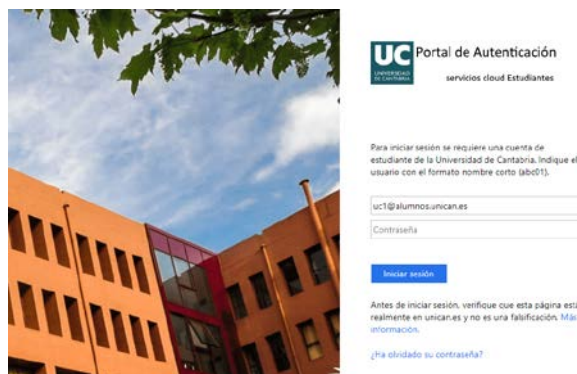 UC
UNIVERSIDAD
DE CANTABRIA
Portal de Autenticación
servicios cloud Estudiantes
Para iniciar sesión se requiere una cuenta de
estudiante de la Universidad de Cantabria. Indique el
usuario con el formato nombre corto (abc01).
uc1@alumnos.unican.es
Contraseña
Iniciar sesión
Antes de iniciar sesión, verifique que esta página está
realmente en unican.es y no es una falsificación. Más
información.
¿Ha olvidado su contraseña?